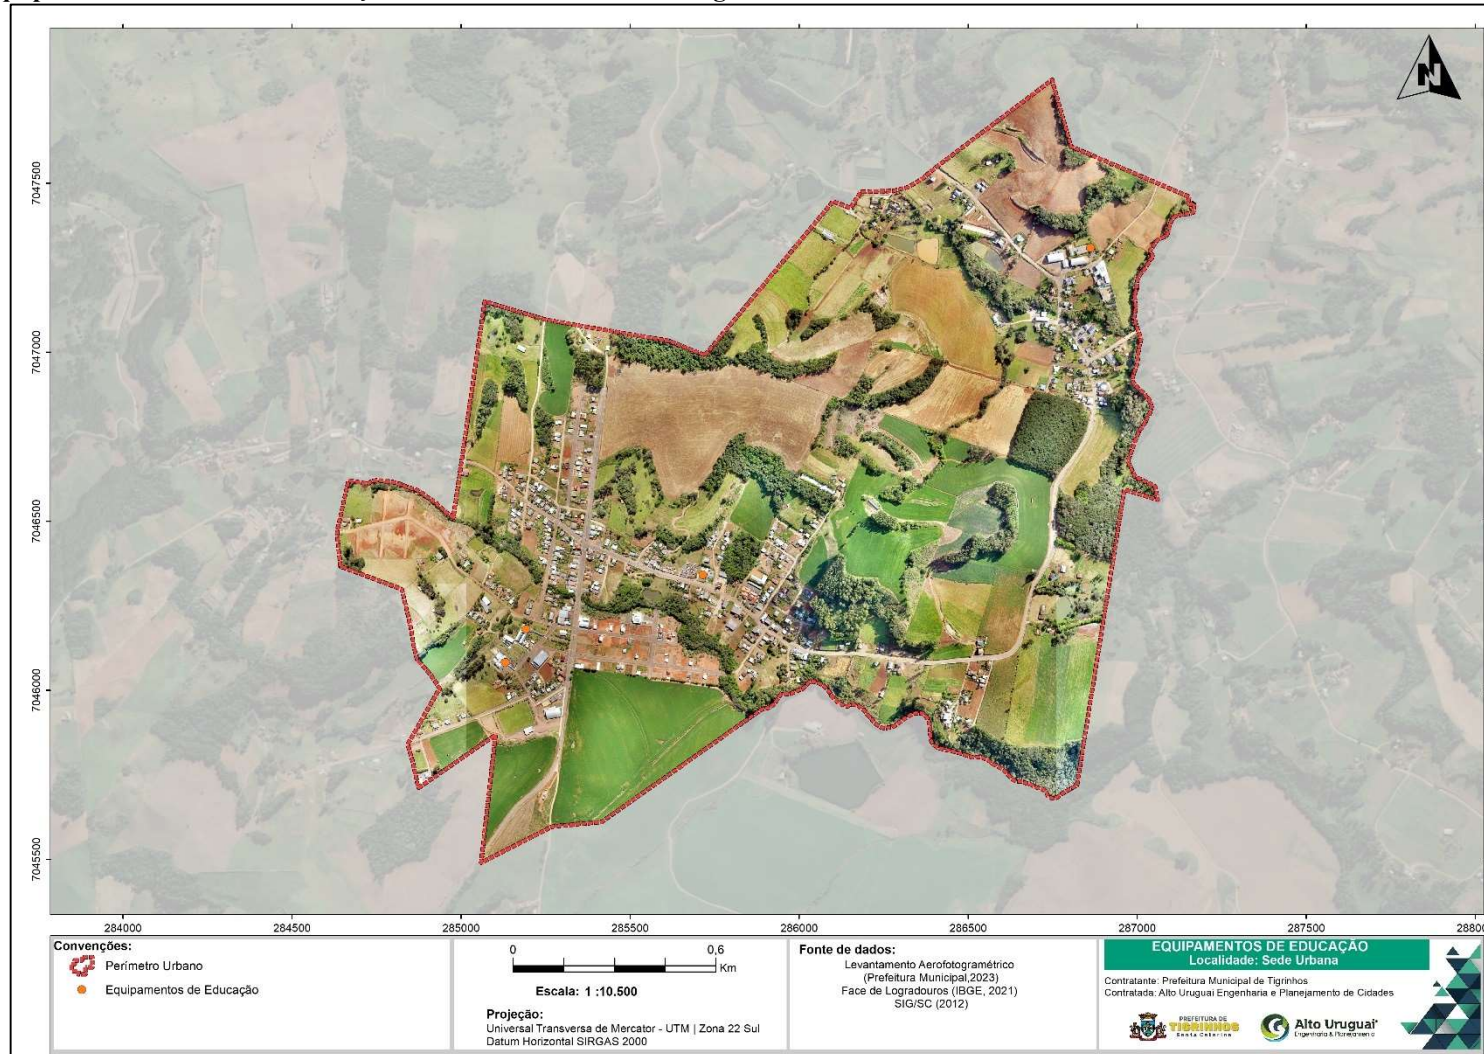 N
7047500
7047000
7046500
7046000
7045500
284000
284500
285000
285500
286000
286500
287000
287500
Convenções:
Perímetro Urbano
Equipamentos de Educação
0
0,6
Km
Escala: 1 :10.500
Projeção:
Universal Transversa de Mercator - UTM | Zona 22 Sul
Datum Horizontal SIRGAS 2000
Fonte de dados:
Levantamento Aerofotogramétrico
(Prefeitura Municipal,2023)
Face de Logradouros (IBGE, 2021)
SIG/SC (2012)
EQUIPAMENTOS DE EDUCAÇÃO
Localidade: Sede Urbana
Contratante: Prefeitura Municipal de Tigrinhos
Contratada: Alto Uruguai Engenharia e Planejamento de Cidades
PREFEITURA DE
TIGRINHOS
Santa Catarina
Alto Uruguai
Engenharia & Planejamento